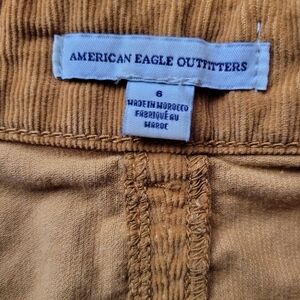 AMERICAN EAGLE OUTFITTERS
6
MADE IN MOROCCO
FABRIQUÉ AU
MAROC